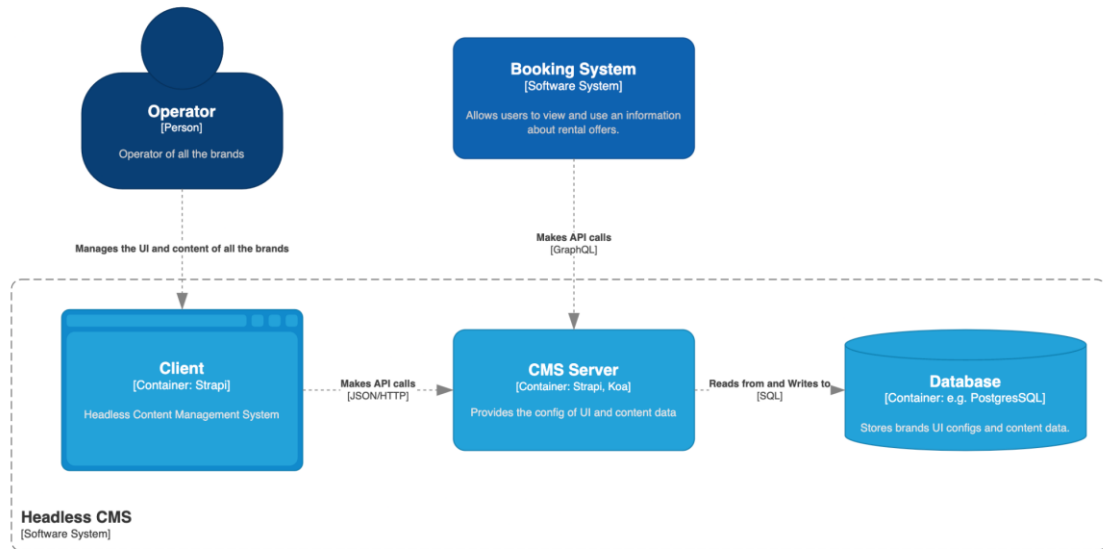 Operator
[Person]
Operator of all the brands
Booking System
[Software System]
Allows users to view and use an information
about rental offers.
Manages the UI and content of all the brands
Makes API calls
[GraphQL]
Client
[Container: Strapi]
Headless Content Management System
Makes API calls
[JSON/HTTP]
CMS Server
[Container: Strapi, Koa]
Provides the config of UI and content data
Reads from and Writes to
[SQL]
Database
[Container: e.g. PostgresSQL]
Stores brands UI configs and content data.
Headless CMS
[Software System]